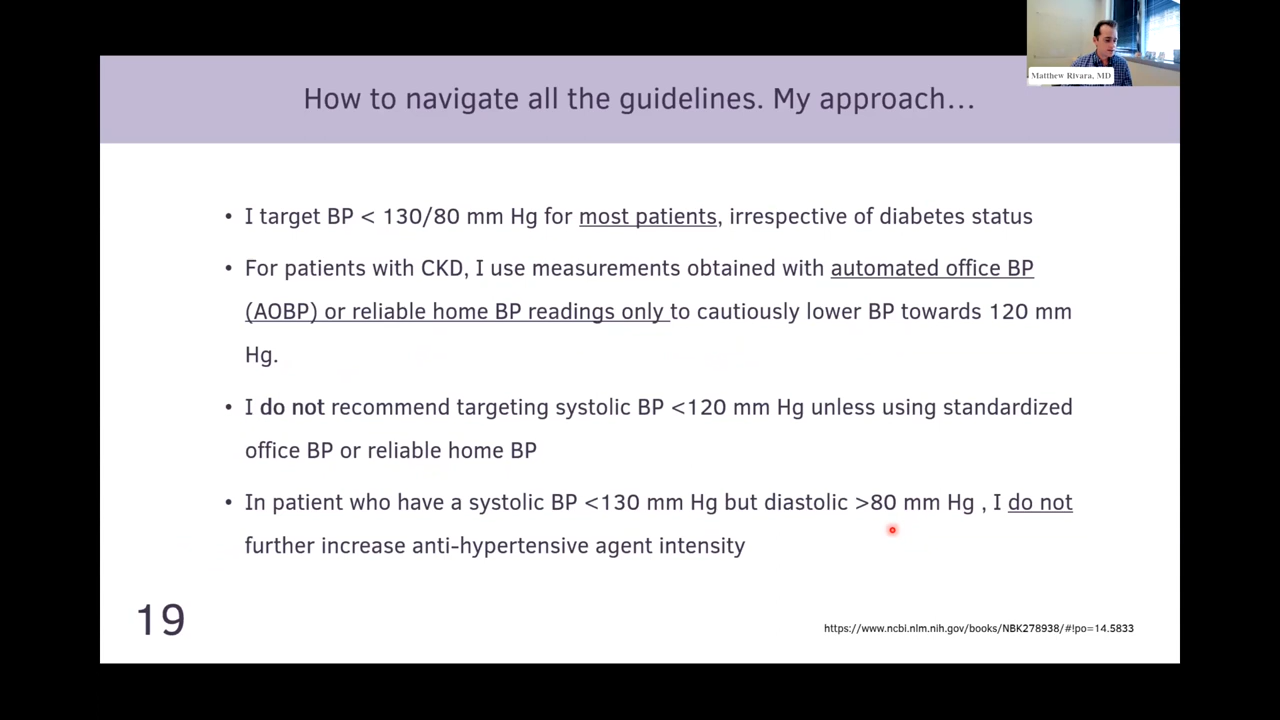 Matthew Rivara, MD
How to navigate all the guidelines. My approach…
• I target BP < 130/80 mm Hg for most patients, irrespective of diabetes status
• For patients with CKD, I use measurements obtained with automated office BP
(AOBP) or reliable home BP readings only to cautiously lower BP towards 120 mm
Hg.
• I do not recommend targeting systolic BP <120 mm Hg unless using standardized
office BP or reliable home BP
• In patient who have a systolic BP <130 mm Hg but diastolic >80 mm Hg , I do not
further increase anti-hypertensive agent intensity
19
https://www.ncbi.nlm.nih.gov/books/NBK278938/#!po=14.5833